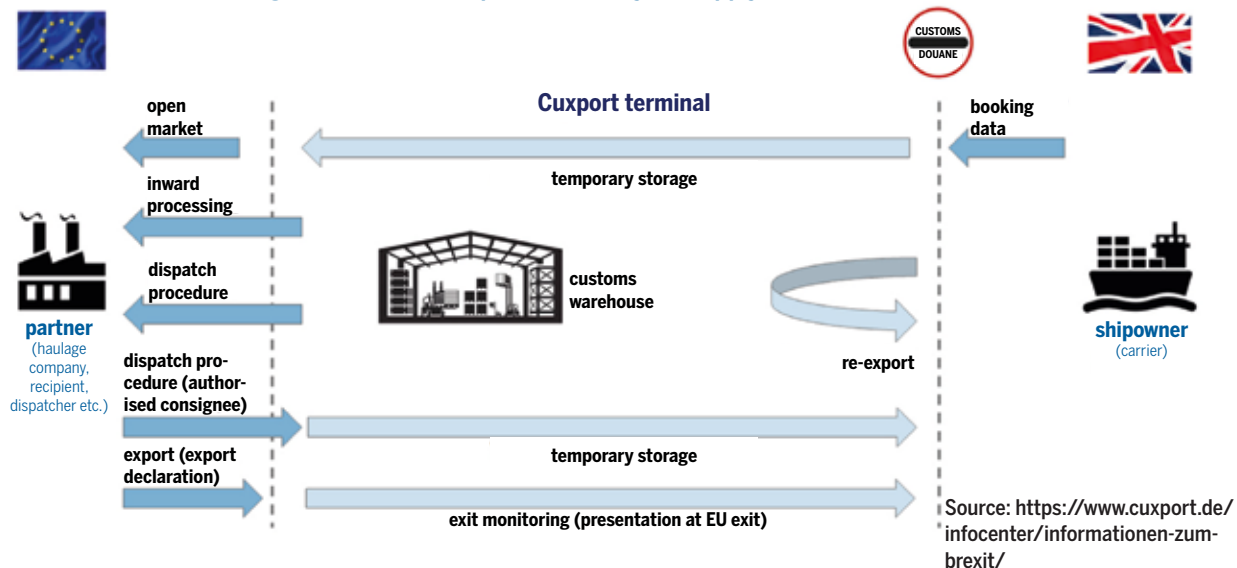 CUSTOMS
DOUANE
Cuxport terminal
open
market
booking
data
temporary storage
inward
processing
dispatch
procedure
customs
warehouse
partner
(haulage
company,
recipient,
dispatcher etc.)
shipowner
(carrier)
re-export
dispatch pro-
cedure (author-
ised consignee)
temporary storage
export (export
declaration)
exit monitoring (presentation at EU exit)
Source: https://www.cuxport.de/
infocenter/informationen-zum-
brexit/